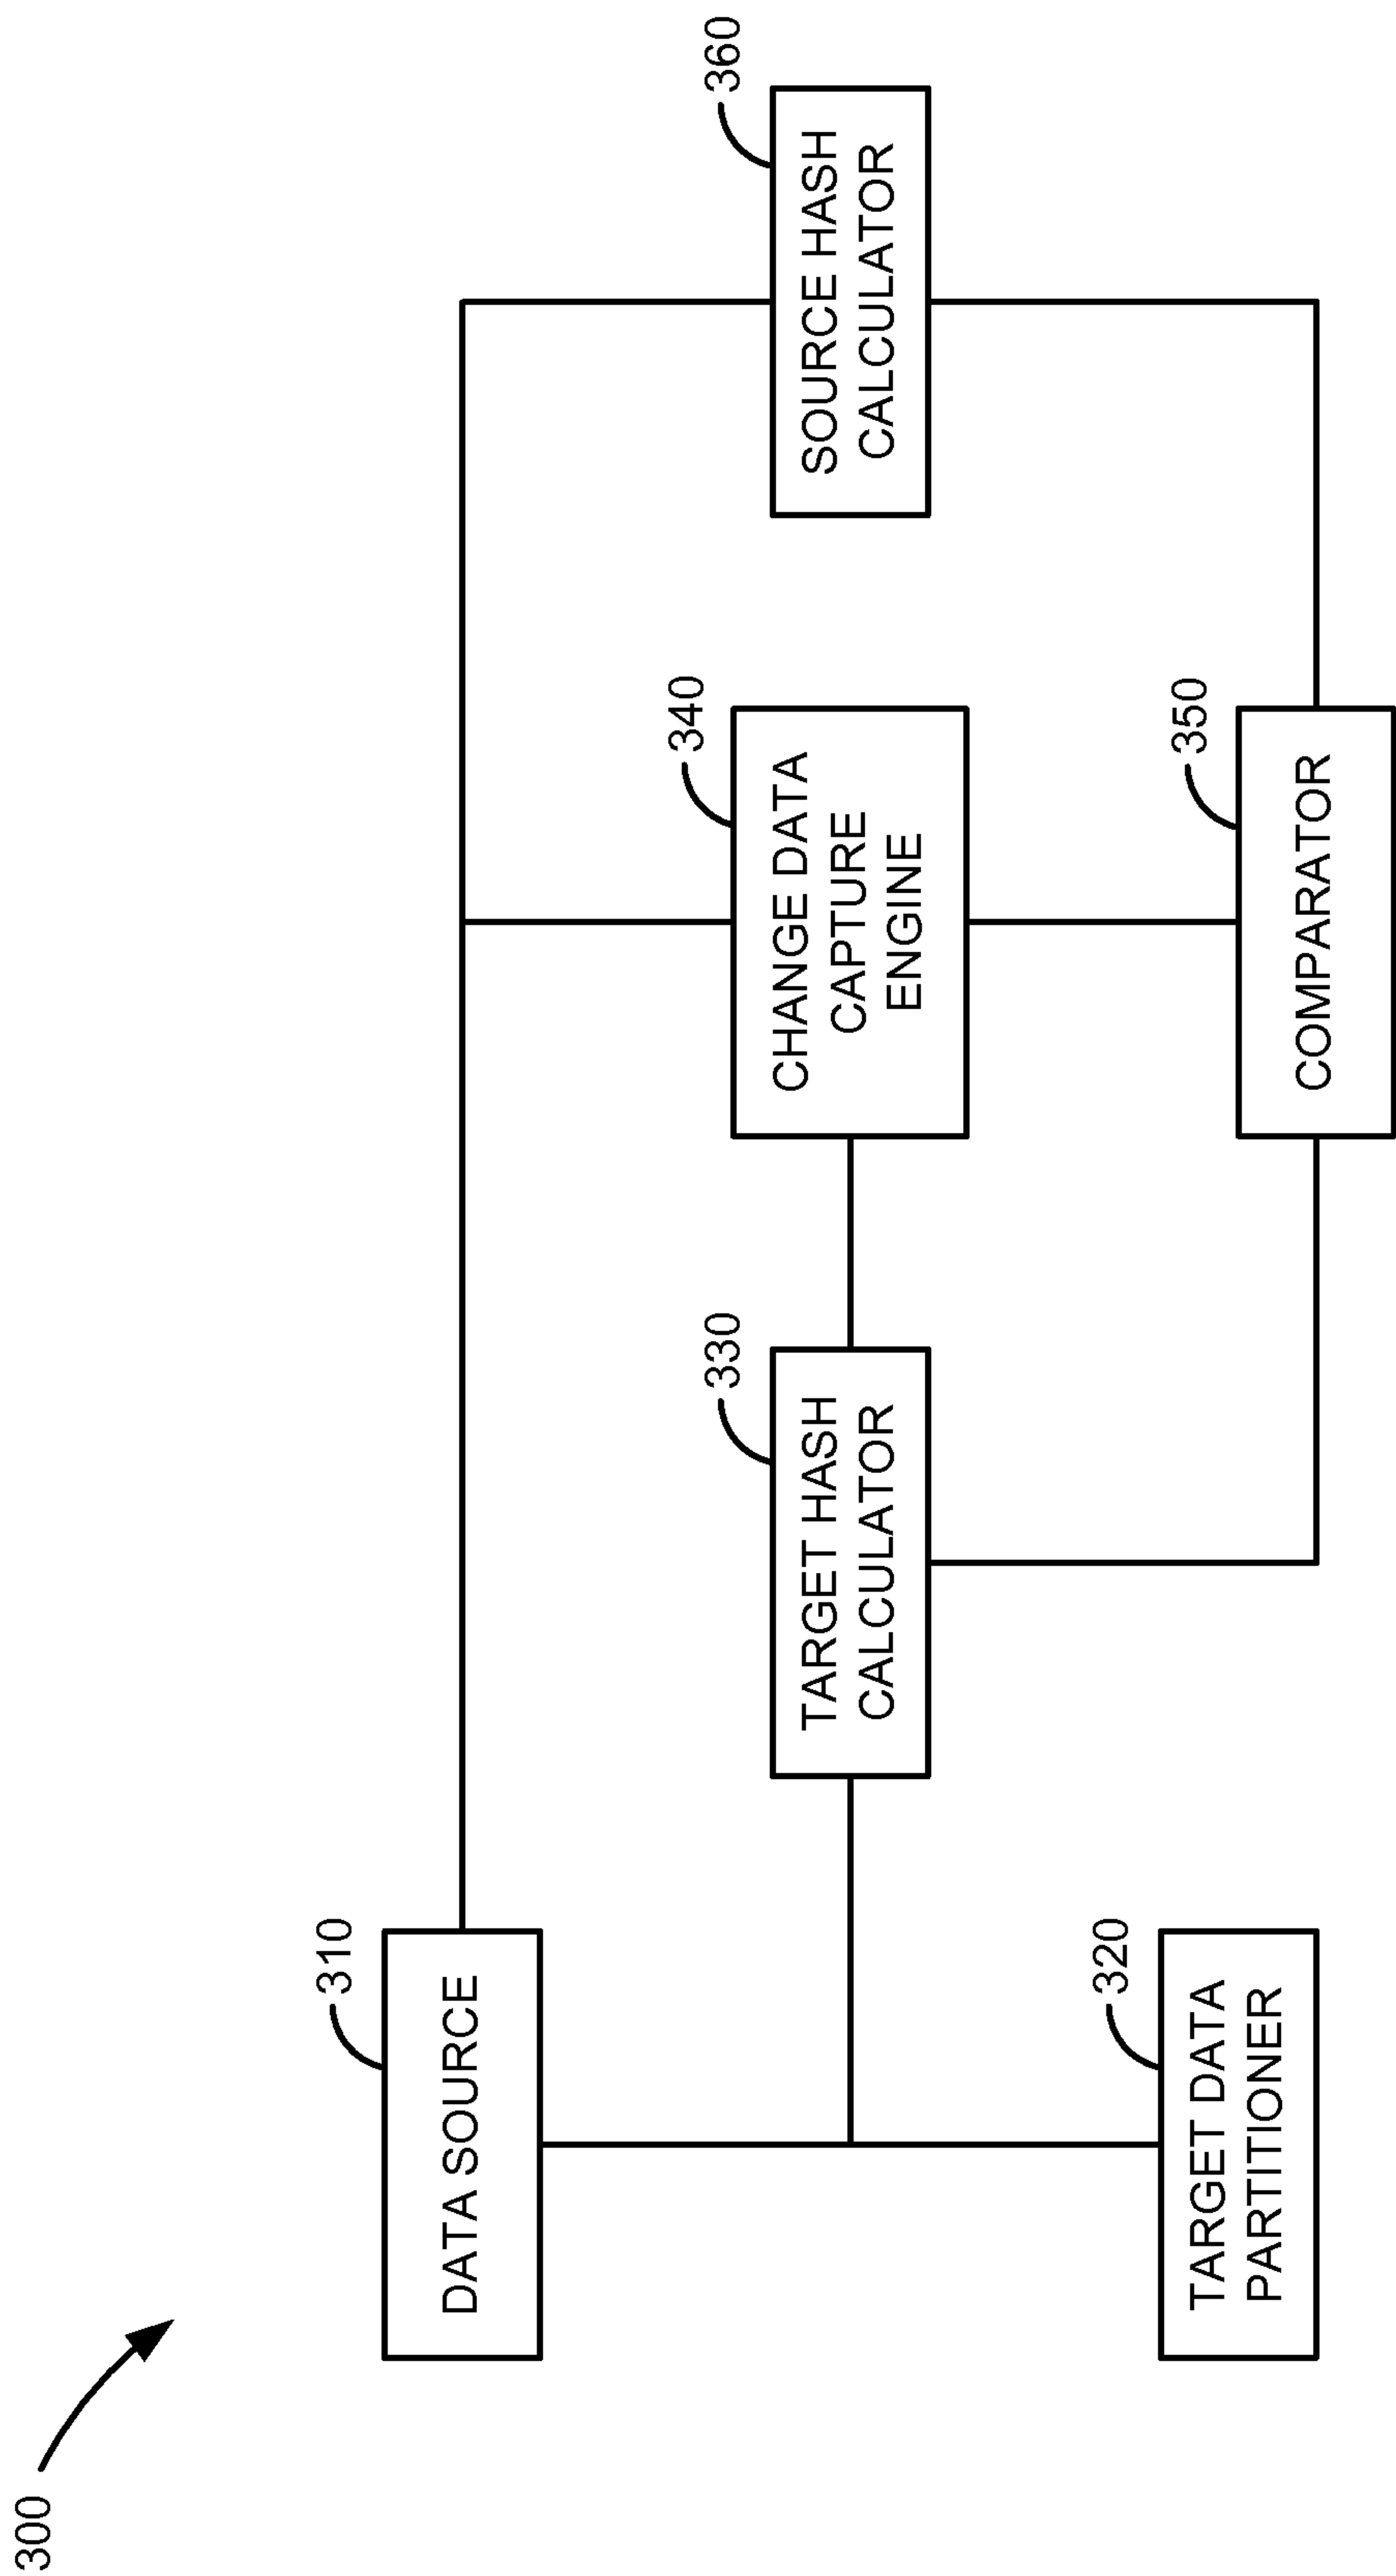 300
310
DATA SOURCE
320
TARGET DATA
PARTITIONER
330
TARGET HASH
CALCULATOR
340
CHANGE DATA
CAPTURE
ENGINE
350
COMPARATOR
360
SOURCE HASH
CALCULATOR